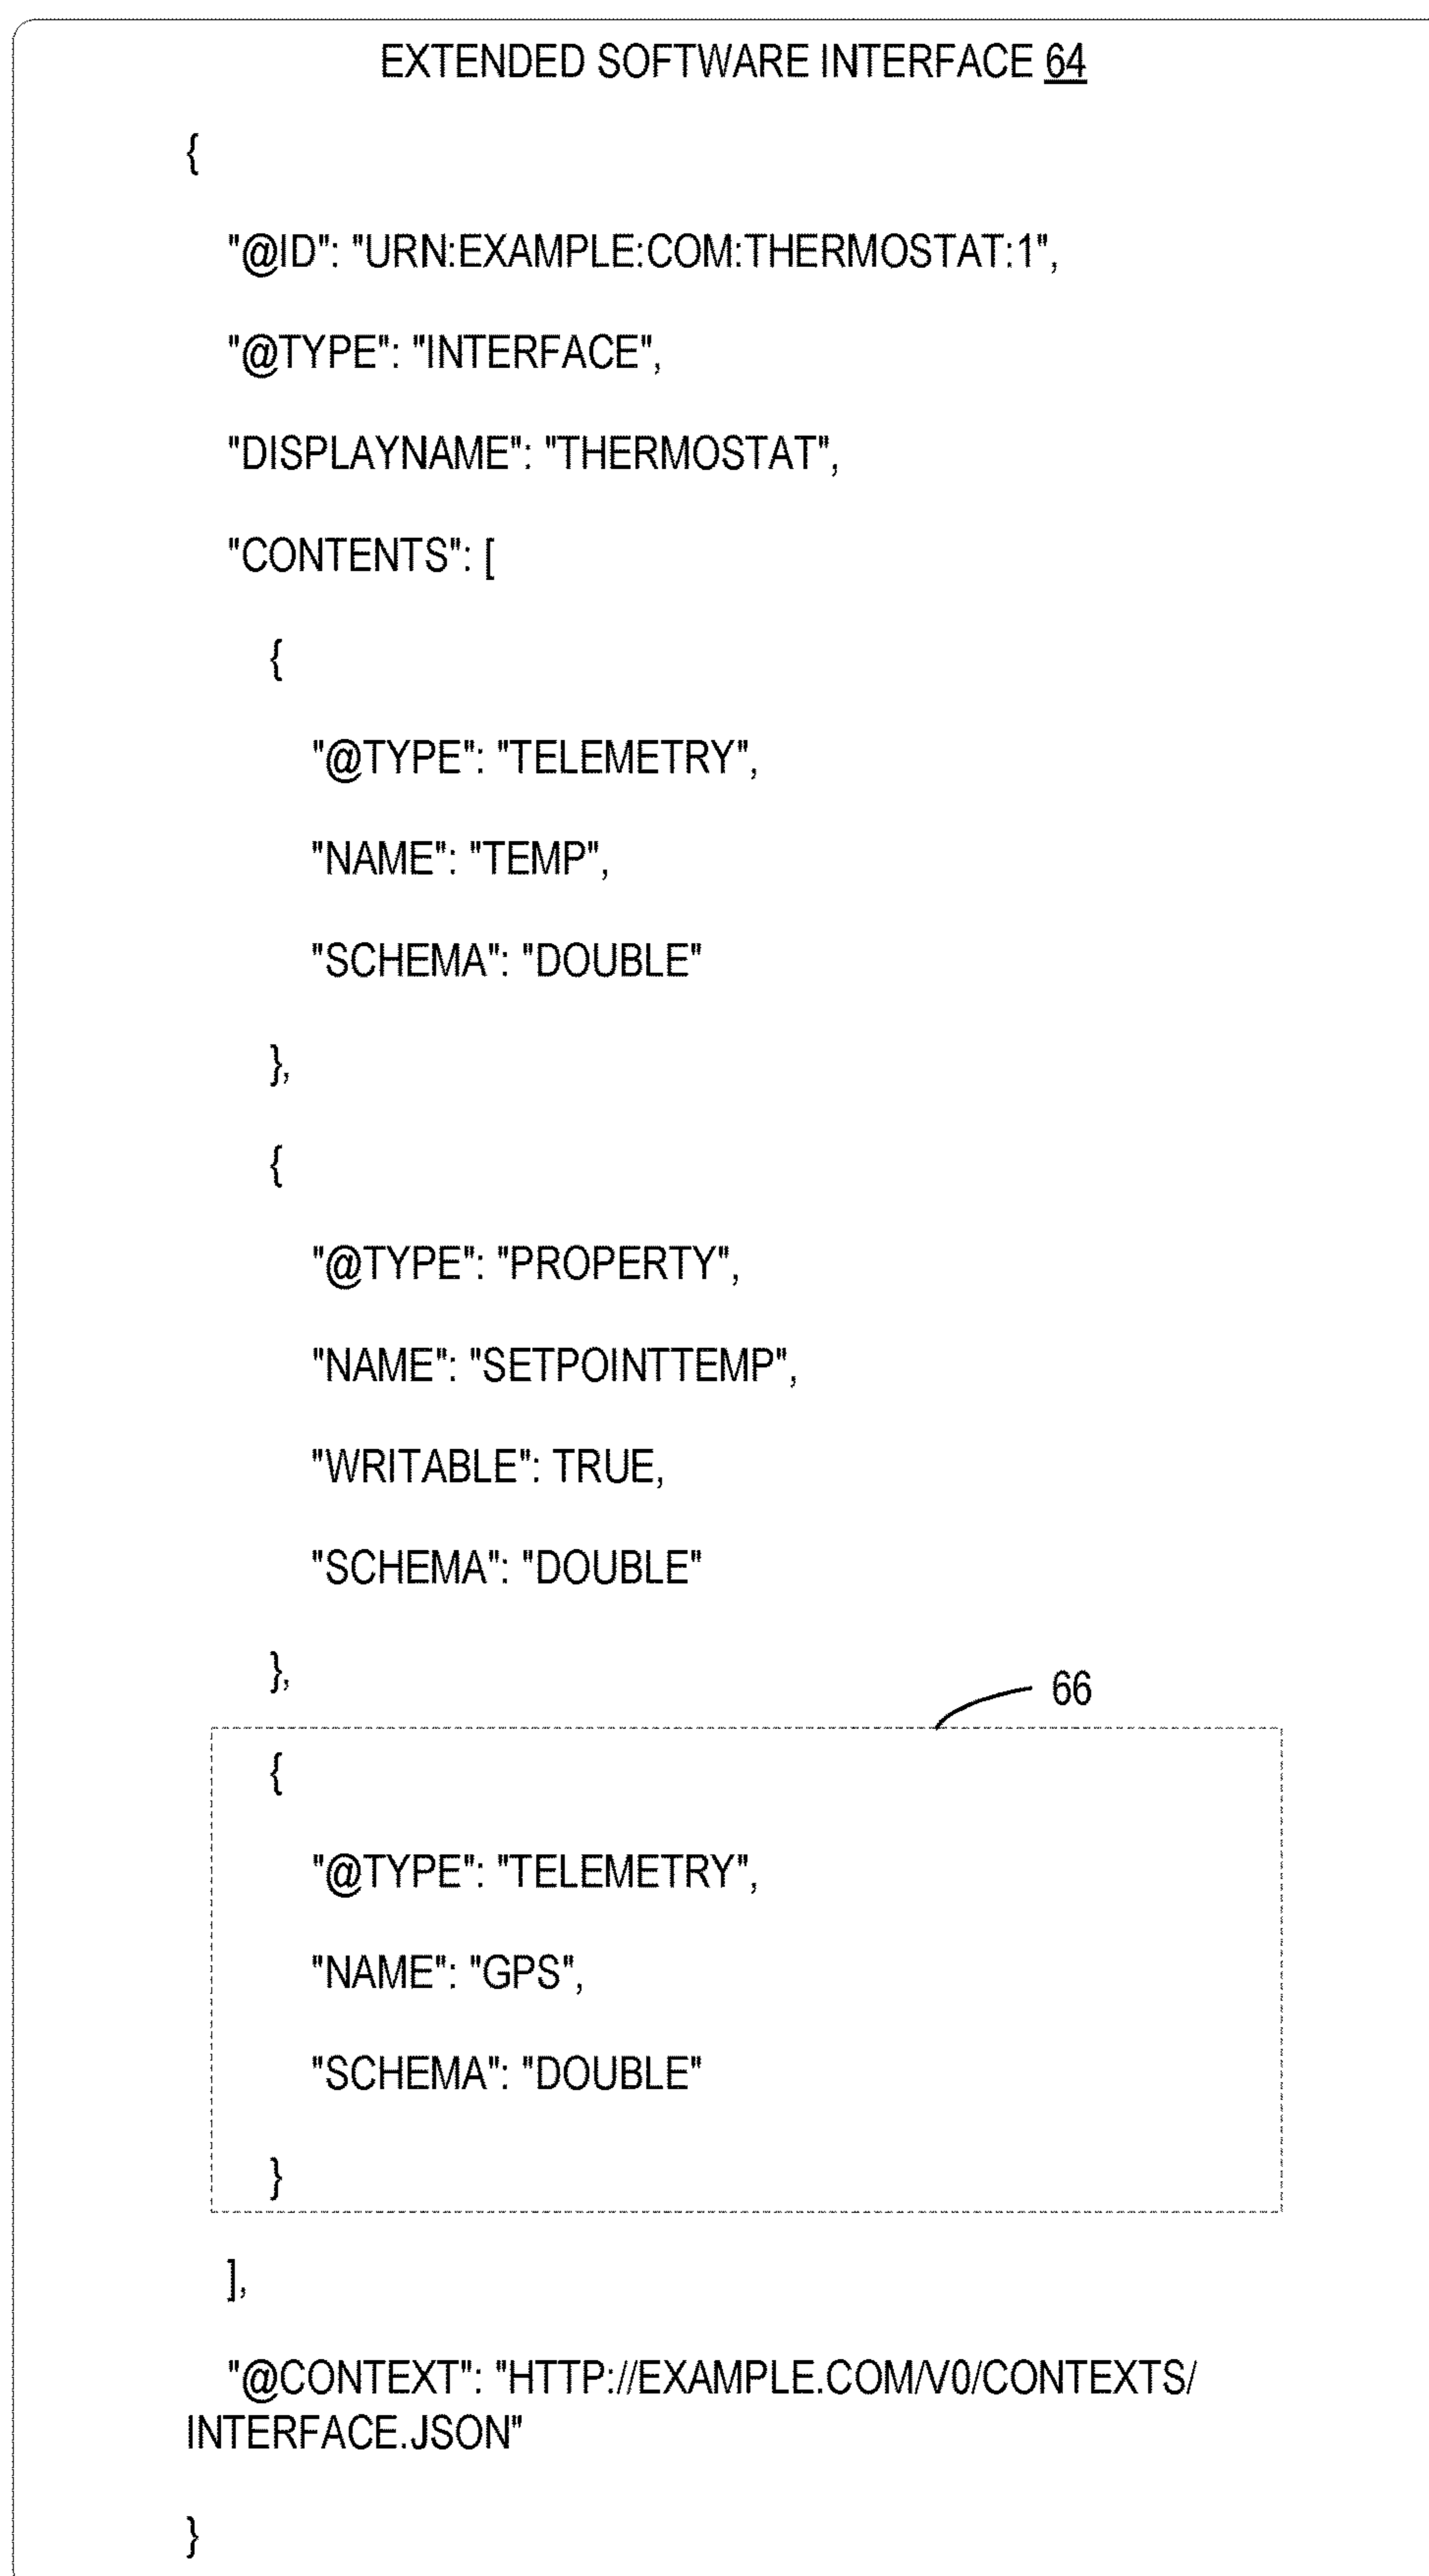 EXTENDED SOFTWARE INTERFACE 64
{
"@ID": "URN:EXAMPLE:COM:THERMOSTAT:1",
"@TYPE": "INTERFACE",
"DISPLAYNAME": "THERMOSTAT",
"CONTENTS": [
{
"@TYPE": "TELEMETRY",
"NAME": "TEMP",
"SCHEMA": "DOUBLE"
},
{
"@TYPE": "PROPERTY",
"NAME": "SETPOINTTEMP",
"WRITABLE": TRUE,
"SCHEMA": "DOUBLE"
},
66
{
"@TYPE": "TELEMETRY",
"NAME": "GPS",
"SCHEMA": "DOUBLE"
}
],
"@CONTEXT": "HTTP://EXAMPLE.COM/V0/CONTEXTS/
INTERFACE.JSON"
}